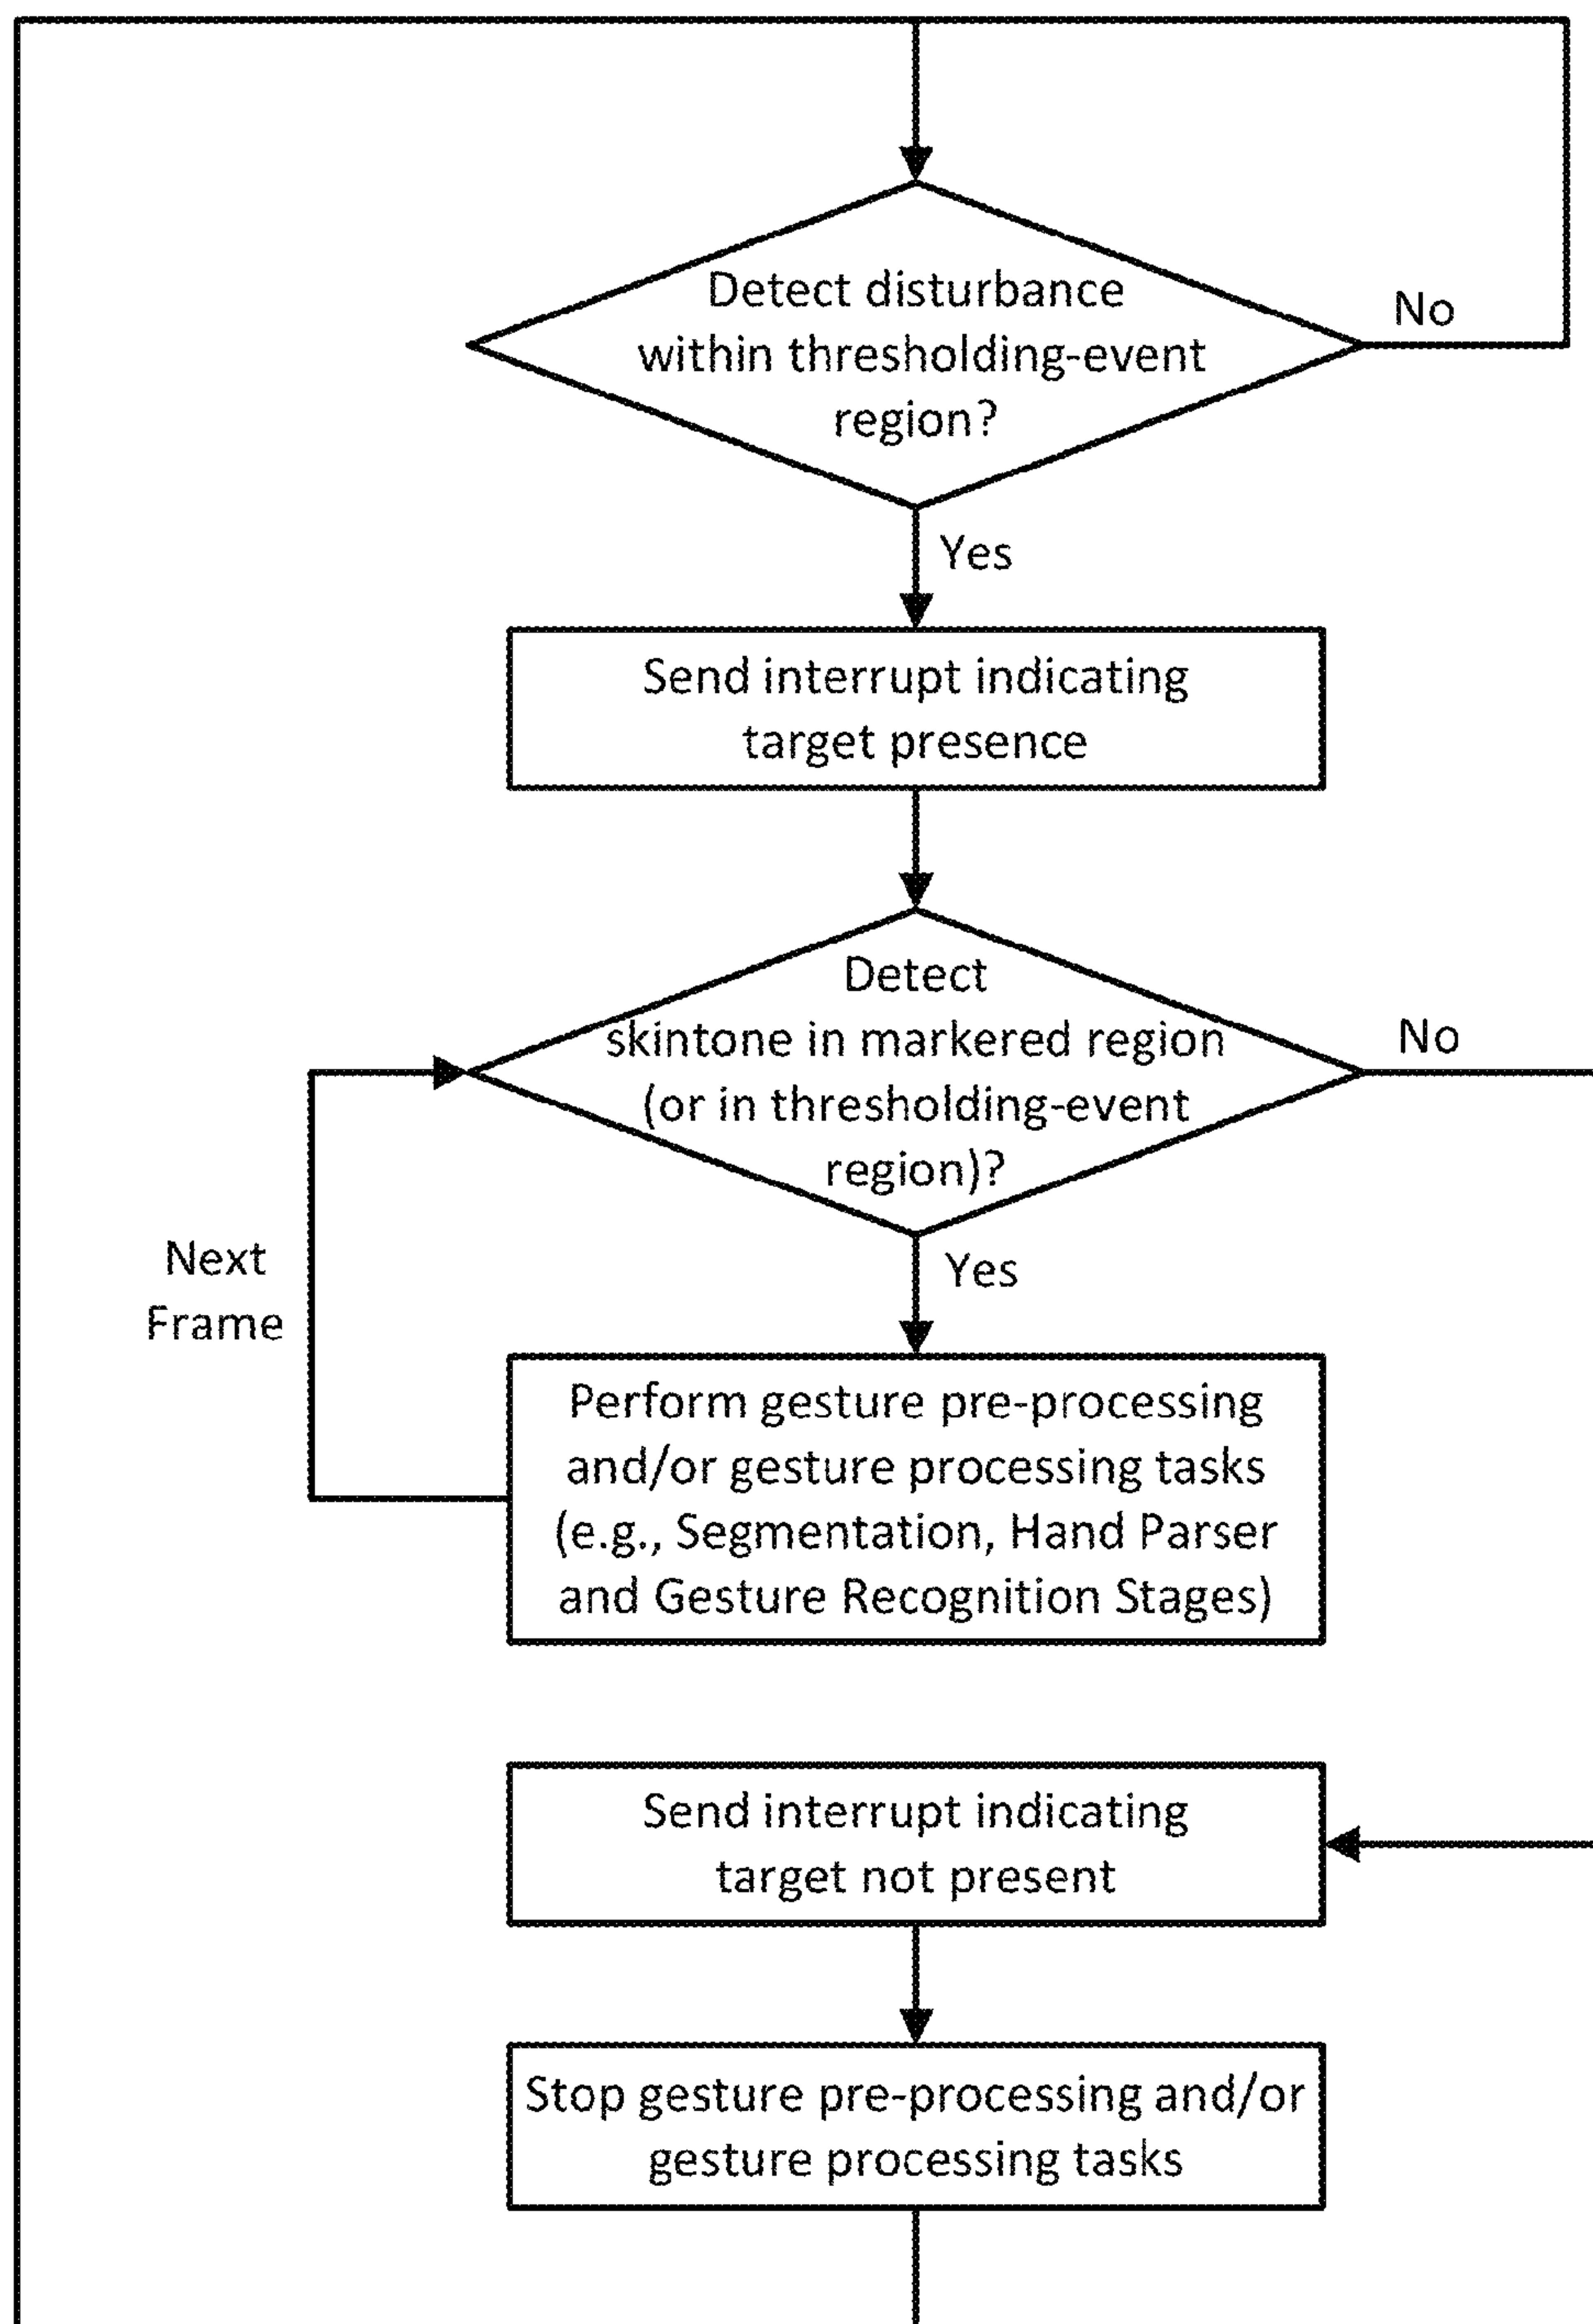 Detect disturbance
within thresholding-event
region?
No
Yes
Send interrupt indicating
target presence
Detect
skintone in markered region
(or in thresholding-event
region)?
No
Yes
Next
Frame
Perform gesture pre-processing
and/or gesture processing tasks
(e.g., Segmentation, Hand Parser
and Gesture Recognition Stages)
Send interrupt indicating
target not present
Stop gesture pre-processing and/or
gesture processing tasks